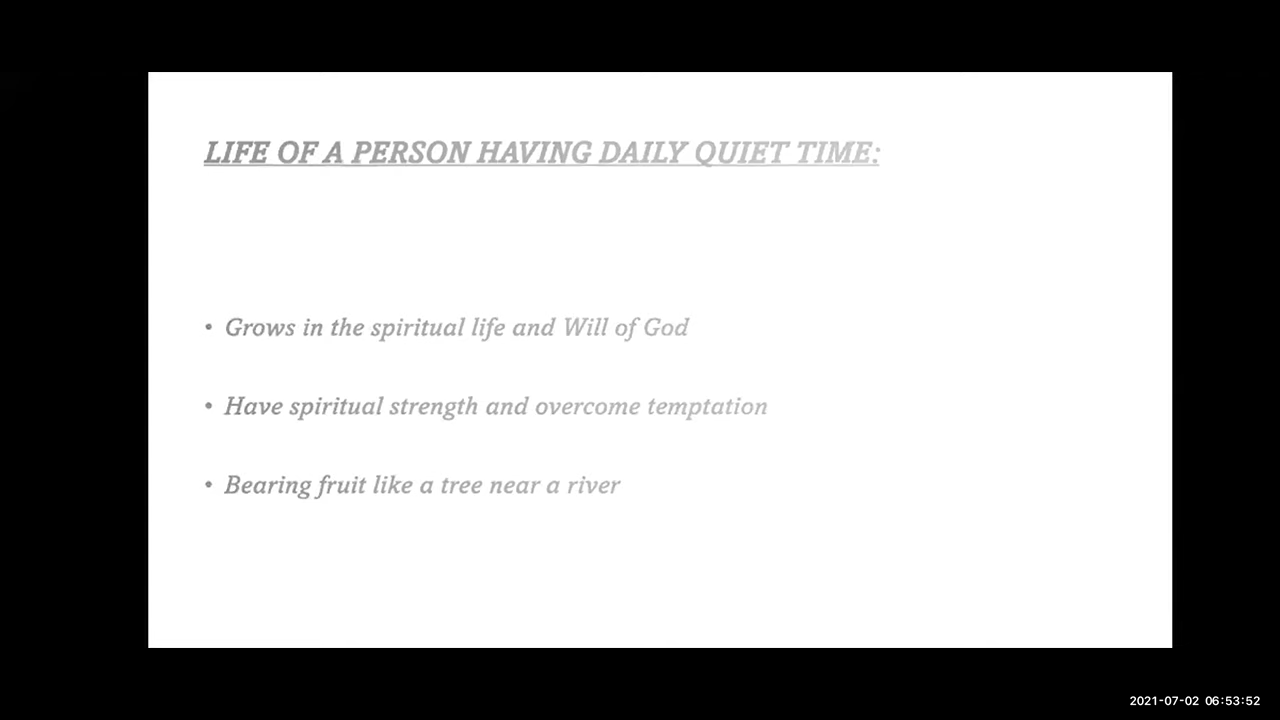 LIFE OF A PERSON HAVING DAILY QUIET TIME:
• Grows in the spiritual life and Will of God
• Have spiritual strength and overcome temptation
• Bearing fruit like a tree near a river
2021-07-02 06:53:52